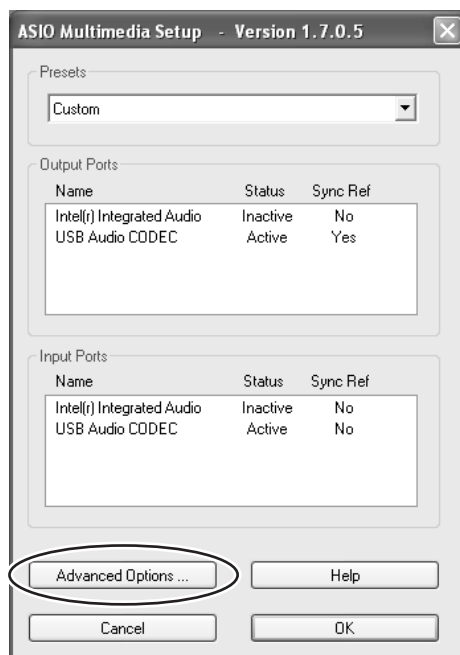 ASIO Multimedia Setup - Version 1.7.0.5
Presets
Custom
Output Ports
Name Status Sync Ref
Intel(r) Integrated Audio Inactive No
USB Audio CODEC Active Yes
Input Ports
Name Status Sync Ref
Intel(r) Integrated Audio Inactive No
USB Audio CODEC Active No
Advanced Options ... Help
Cancel OK